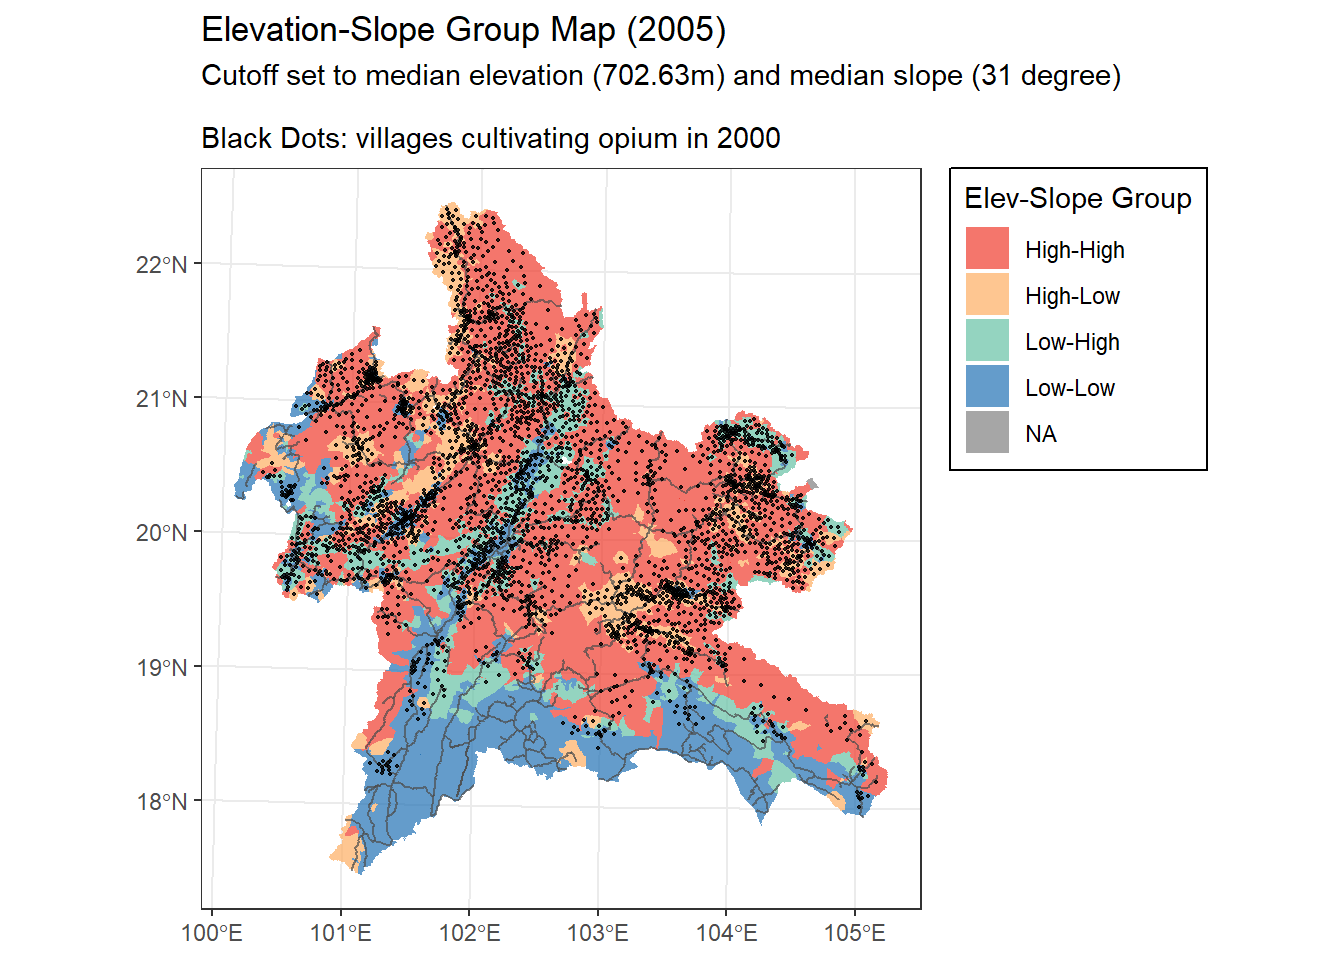 Elevation-Slope Group Map (2005)
Cutoff set to median elevation (702.63m) and median slope (31 degree)
Black Dots: villages cultivating opium in 2000
Elev-Slope Group
High-High
High-Low
Low-High
Low-Low
NA
22°N
21°N
20°N
19°N
18°N
100°E
101°E
102°E
103°E
104°E
105°E